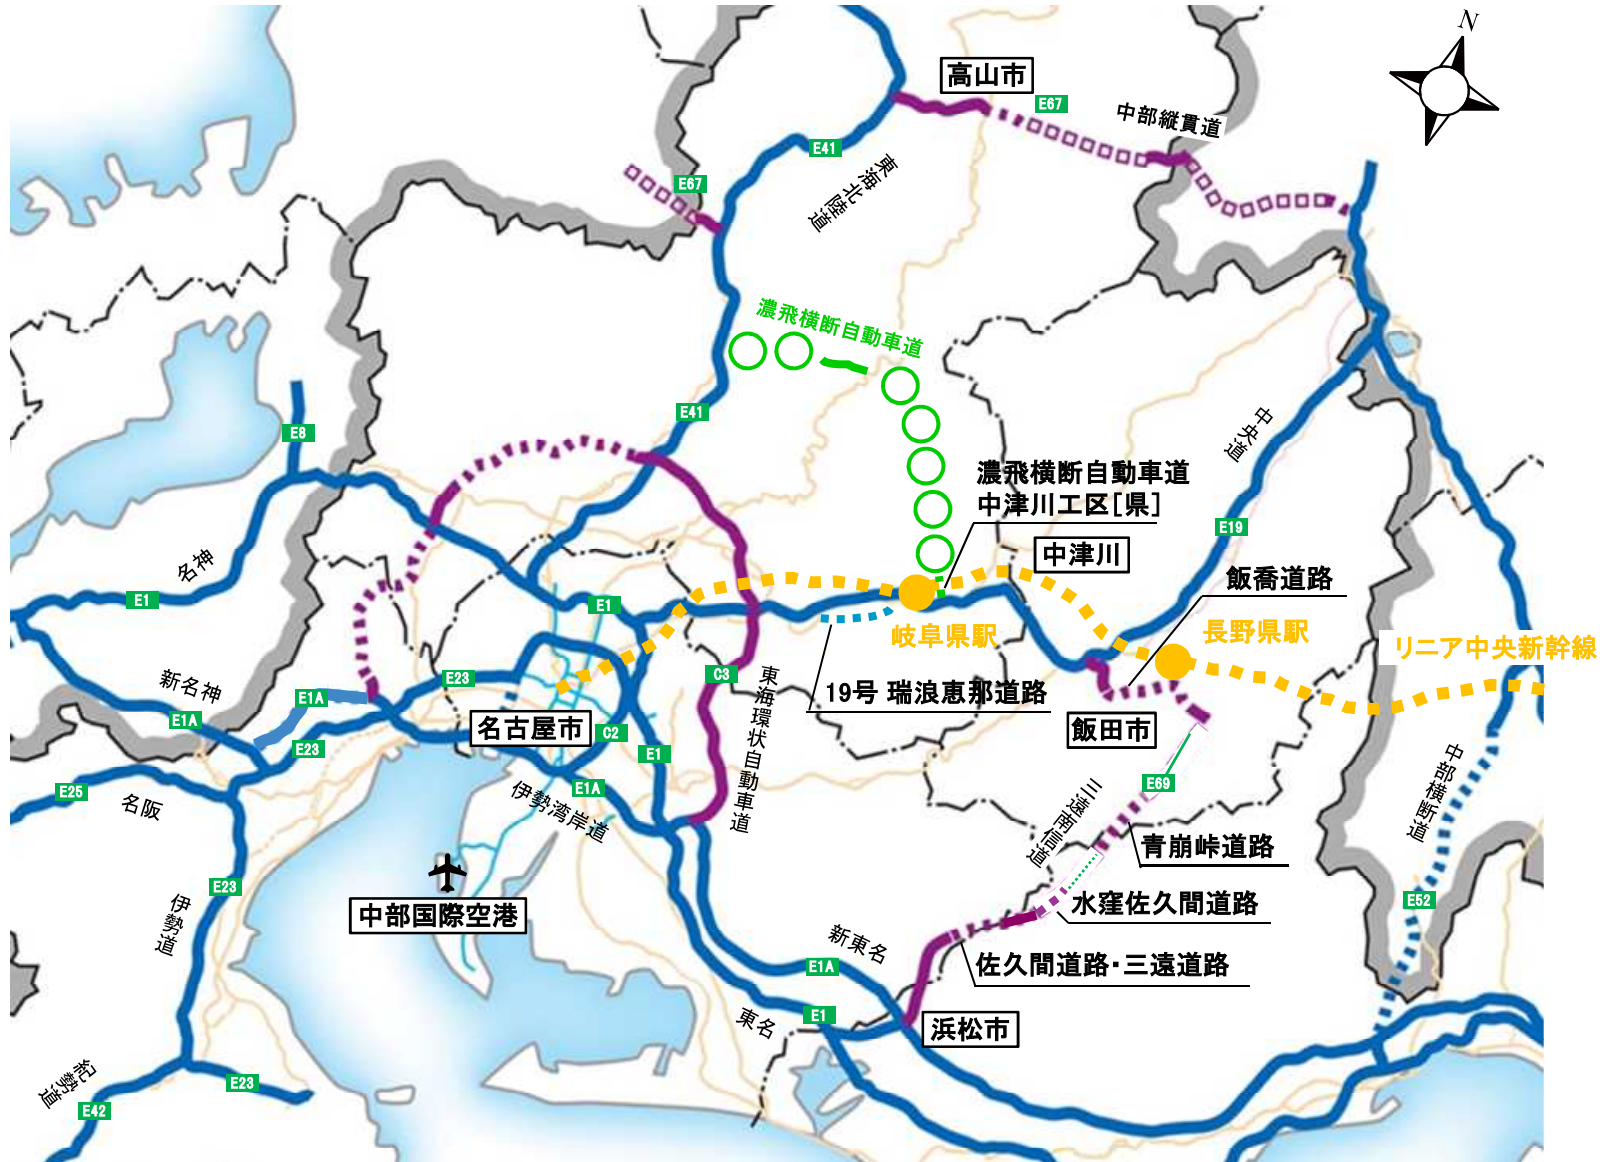 N
高山市
E67
中部縦貫道
E41
東海北陸道
E67
濃飛横断自動車道
E41
E8
中央道
濃飛横断自動車道
中津川工区[県]
E19
中津川
名神
飯喬道路
E1
E1
岐阜県駅
長野県駅
リニア中央新幹線
新名神
E23
C3
東海環状自動車道
19号 瑞浪恵那道路
E1A
E1A
名古屋市
C2
飯田市
E23
E1
中部横断道
E25
E1A
E69
名阪
伊勢湾岸道
三遠南信道
青崩峠道路
E23
E52
中部国際空港
水窪佐久間道路
伊勢道
新東名
E1A
佐久間道路・三遠道路
東名
E1
浜松市
紀勢道
E23
E42